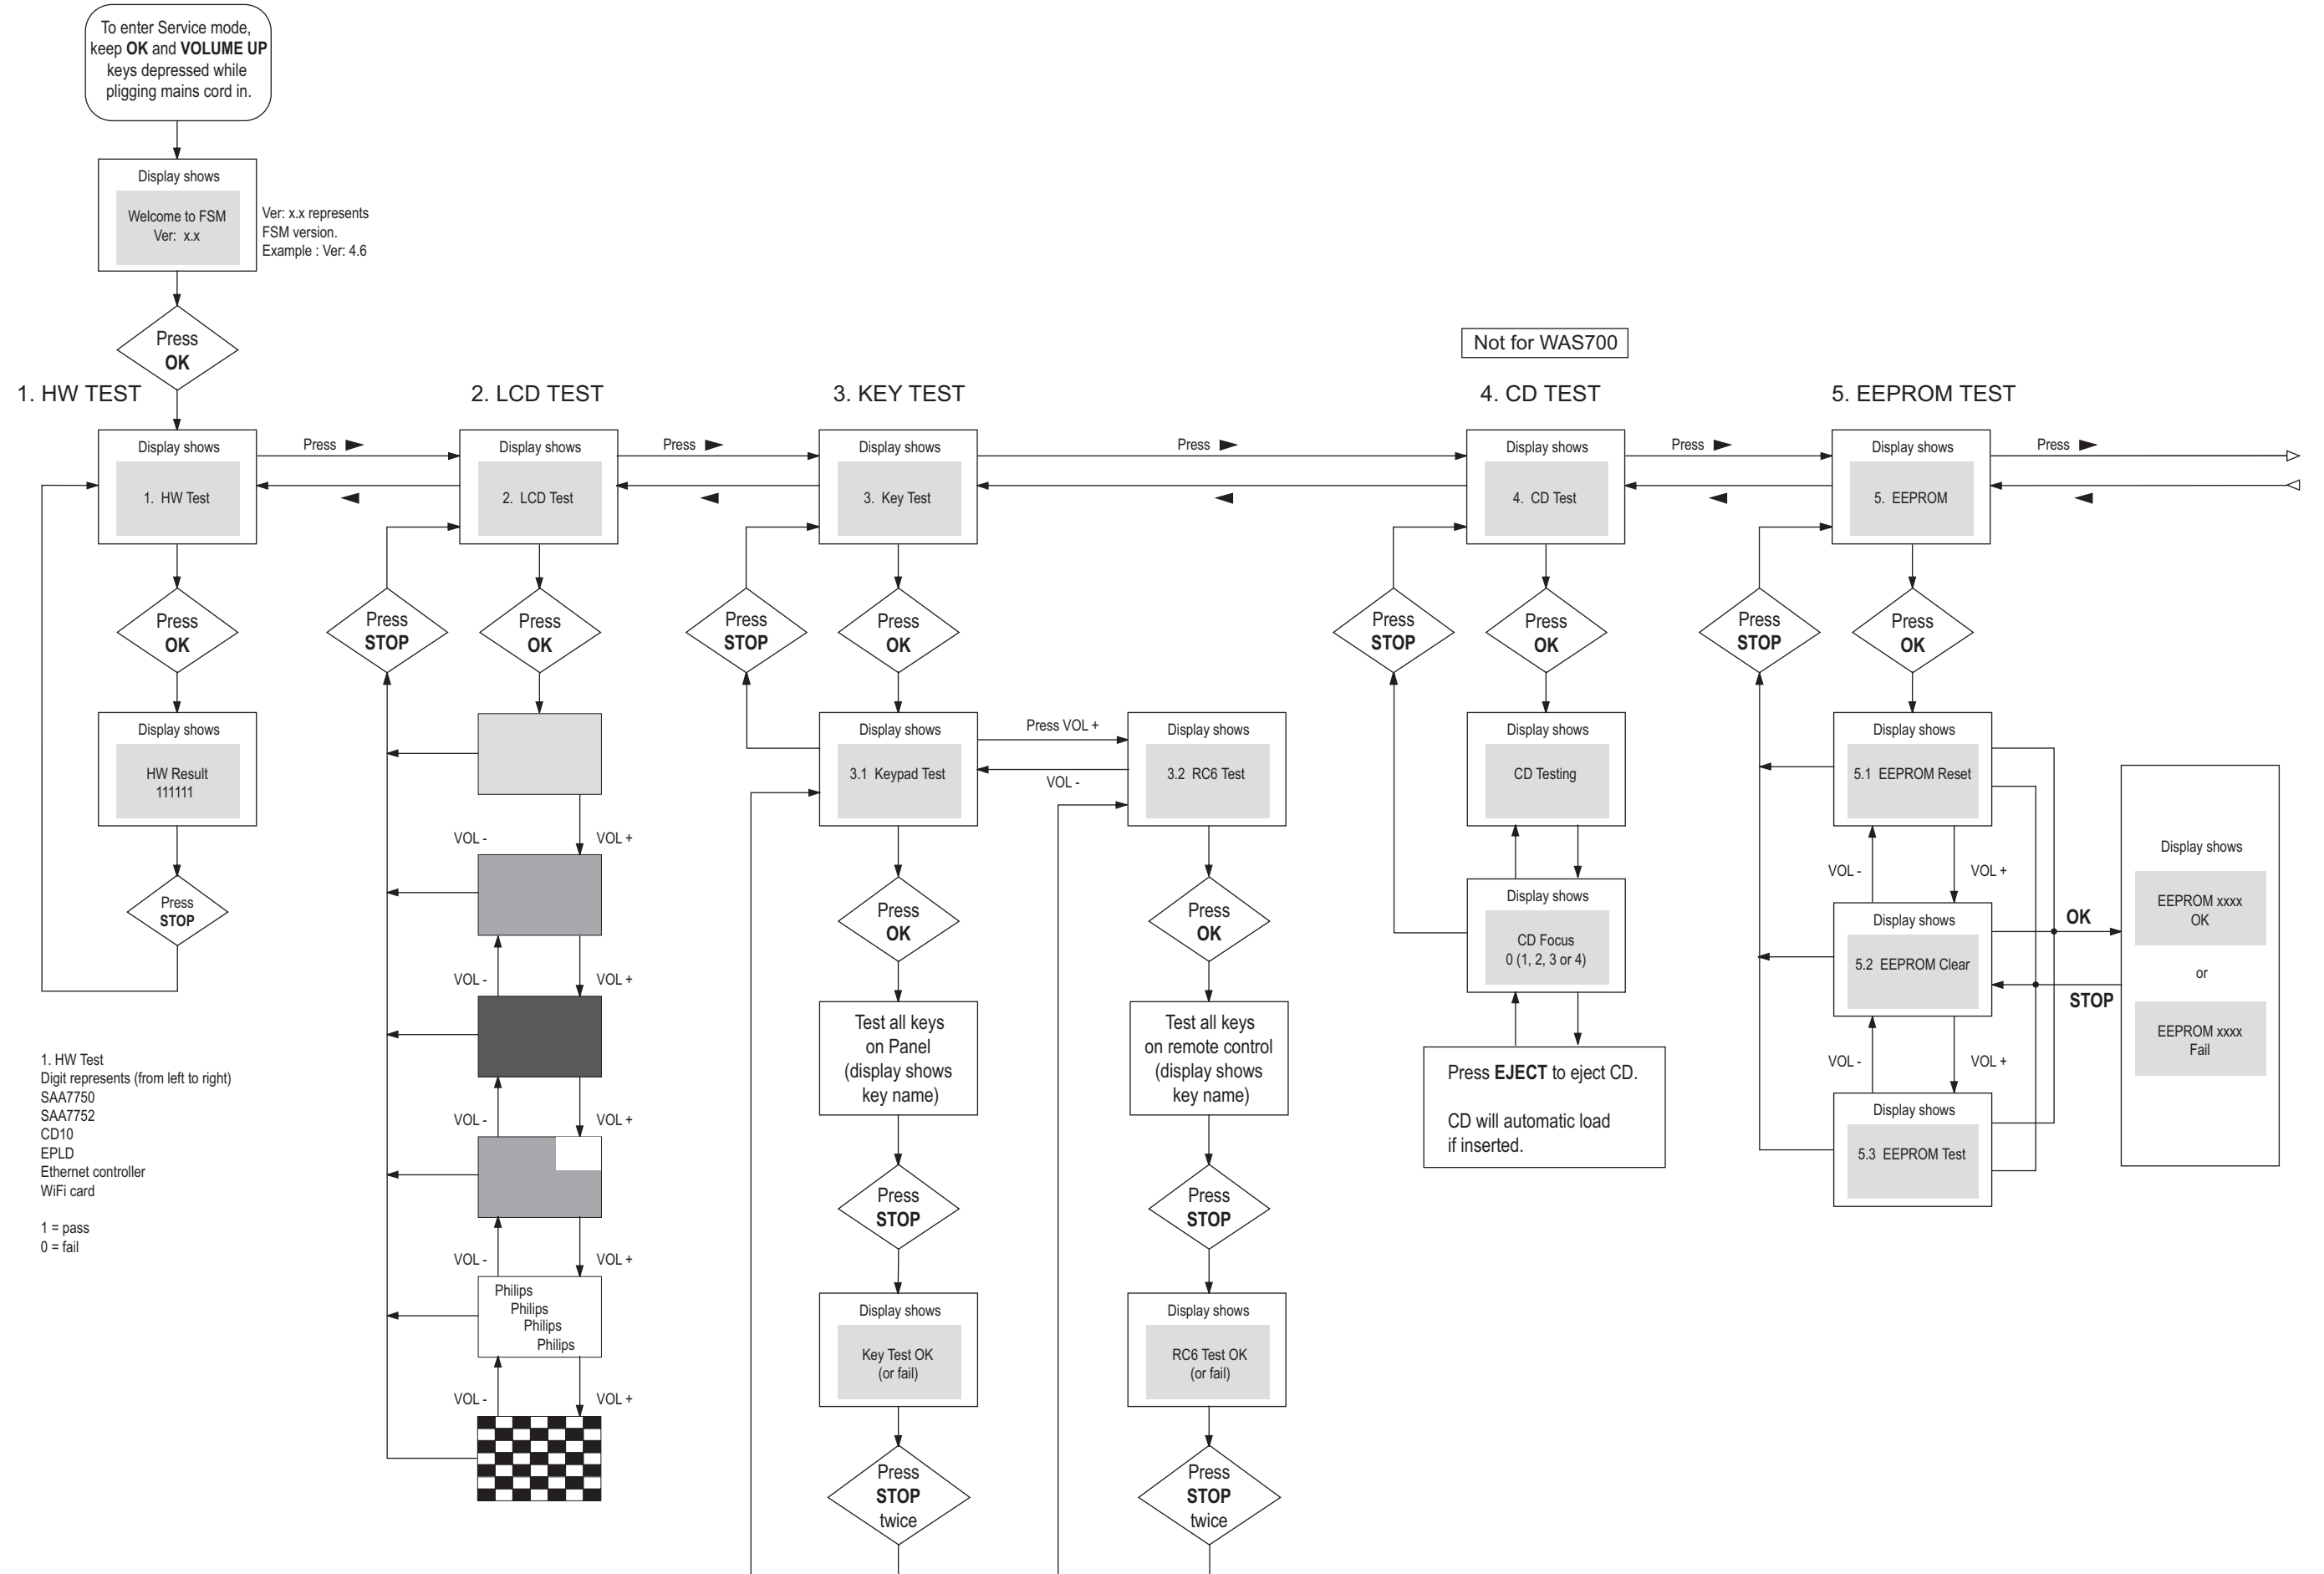 To enter Service mode,
keep OK and VOLUME UP
keys depressed while
pligging mains cord in.
Display shows
Welcome to FSM
Ver: x.x
Ver: x.x represents
FSM version.
Example : Ver: 4.6
Press
OK
Not for WAS700
1. HW TEST
2. LCD TEST
3. KEY TEST
4. CD TEST
5. EEPROM TEST
Display shows
1. HW Test
Press
Display shows
2. LCD Test
Press
Display shows
3. Key Test
Press
Display shows
4. CD Test
Press
Display shows
5. EEPROM
Press
Press
OK
Press
STOP
Press
OK
Press
STOP
Press
OK
Press
STOP
Press
OK
Press
STOP
Press
OK
Display shows
HW Result
111111
Press
STOP
1. HW Test
Digit represents (from left to right)
SAA7750
SAA7752
CD10
EPLD
Ethernet controller
WiFi card
1 = pass
0 = fail
VOL -
VOL +
VOL -
VOL +
VOL -
VOL +
VOL -
VOL +
Philips
Philips
Philips
Philips
VOL -
VOL +
Display shows
3.1 Keypad Test
Press VOL +
VOL -
Display shows
3.2 RC6 Test
Press
OK
Press
OK
Test all keys
on Panel
(display shows
key name)
Test all keys
on remote control
(display shows
key name)
Press
STOP
Press
STOP
Display shows
Key Test OK
(or fail)
Display shows
RC6 Test OK
(or fail)
Press
STOP
twice
Press
STOP
twice
Display shows
CD Testing
Display shows
CD Focus
0 (1, 2, 3 or 4)
Press EJECT to eject CD.
CD will automatic load
if inserted.
Display shows
5.1 EEPROM Reset
VOL -
VOL +
Display shows
5.2 EEPROM Clear
VOL -
VOL +
Display shows
5.3 EEPROM Test
OK
STOP
Display shows
EEPROM xxxx
OK
or
EEPROM xxxx
Fail